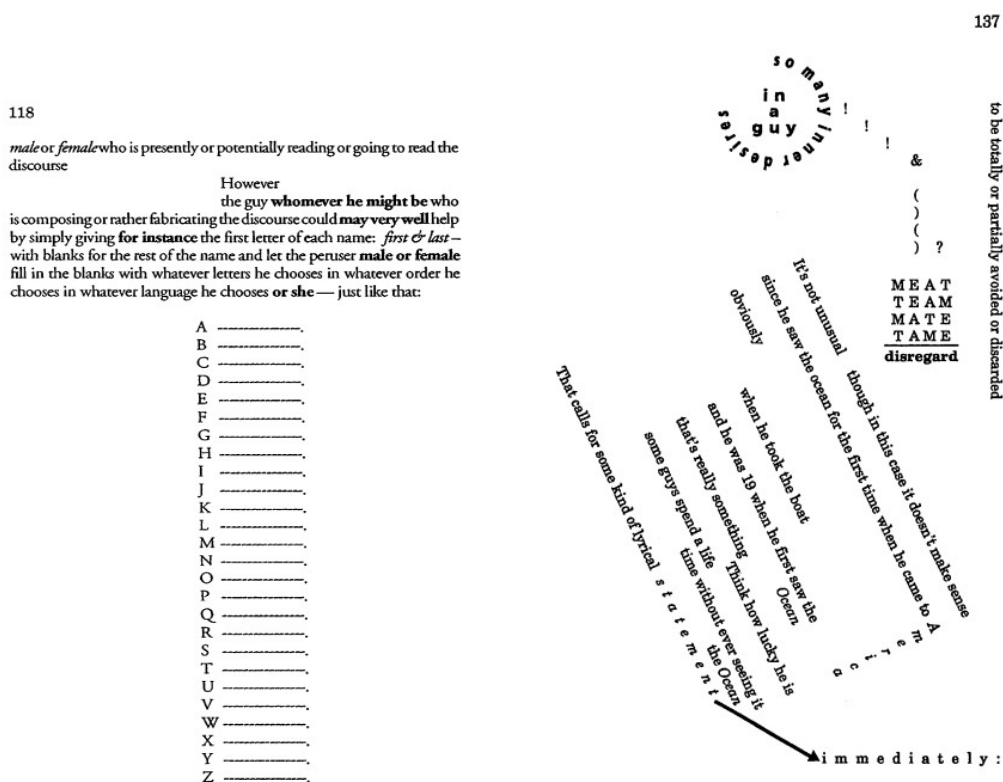 118
male or female who is presently or potentially reading or going to read the
discourse
However
the guy whomever he might be who
is composing or rather fabricating the discourse could may very well help
by simply giving for instance the first letter of each name: first & last –
with blanks for the rest of the name and let the peruser male or female
fill in the blanks with whatever letters he chooses in whatever order he
chooses in whatever language he chooses or she — just like that:
A ————.
B ————.
C ————.
D ————.
E ————.
F ————.
G ————.
H ————.
I ————.
J ————.
K ————.
L ————.
M ————.
N ————.
O ————.
P ————.
Q ————.
R ————.
S ————.
T ————.
U ————.
V ————.
W ————.
X ————.
Y ————.
Z ————.
137
so many inner desires
in
a
guy
!
!
!
&
(
)
(
) ?
MEAT
TEAM
MATE
TAME
disregard
to be totally or partially avoided or discarded
It's not unusual though in this case it doesn't make sense
since he saw the ocean for the first time when he came to America
obviously
when he took the boat
and he was 19 when he first saw the Ocean
that's really something Think how lucky he is
some guys spend a life time without ever seeing it
the Ocean
That calls for some kind of lyrical statement
immediately: